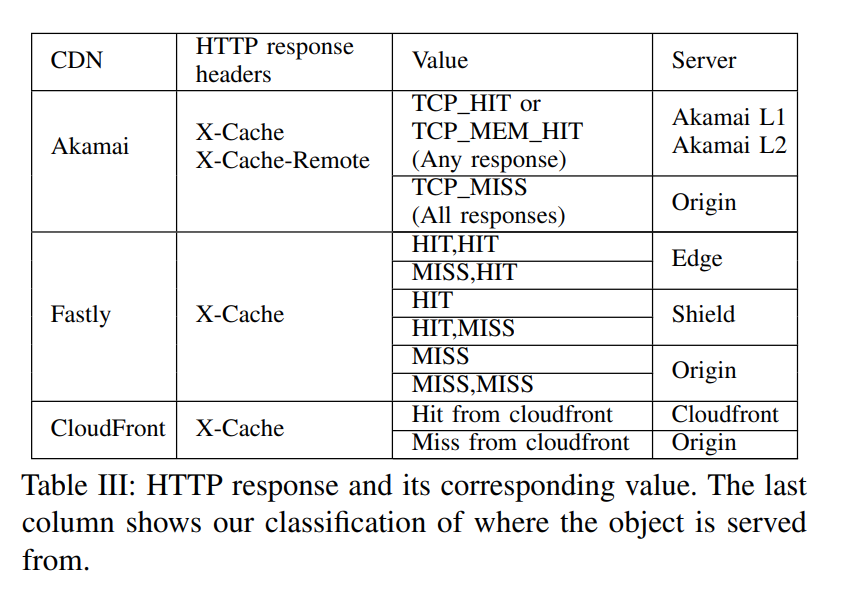 CDN
HTTP response
headers
Value
Server
Akamai
X-Cache
X-Cache-Remote
TCP_HIT or
TCP_MEM_HIT
(Any response)
Akamai L1
Akamai L2
TCP_MISS
(All responses)
Origin
Fastly
X-Cache
HIT,HIT
MISS,HIT
Edge
HIT
HIT,MISS
Shield
MISS
MISS,MISS
Origin
CloudFront
X-Cache
Hit from cloudfront
Cloudfront
Miss from cloudfront
Origin
Table III: HTTP response and its corresponding value. The last
column shows our classification of where the object is served
from.